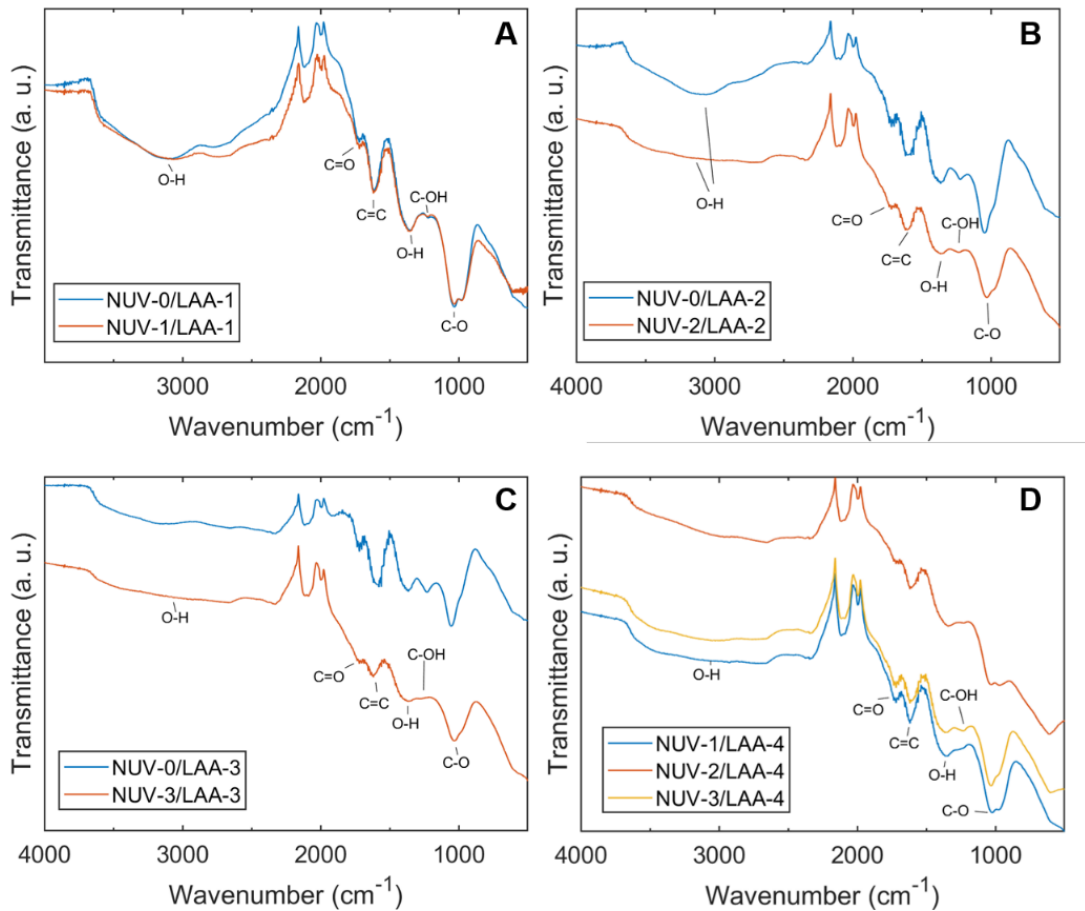 A
Transmittance (a. u.)
O-H
C=O
C=C
C-OH
O-H
C-O
NUV-0/LAA-1
NUV-1/LAA-1
3000 2000 1000
Wavenumber (cm⁻¹)
B
Transmittance (a. u.)
O-H
C=O
C=C
C-OH
O-H
C-O
NUV-0/LAA-2
NUV-2/LAA-2
4000 3000 2000 1000
Wavenumber (cm⁻¹)
C
Transmittance (a. u.)
O-H
C=O
C=C
C-OH
O-H
C-O
NUV-0/LAA-3
NUV-3/LAA-3
4000 3000 2000 1000
Wavenumber (cm⁻¹)
D
Transmittance (a. u.)
O-H
C=O
C=C
C-OH
O-H
C-O
NUV-1/LAA-4
NUV-2/LAA-4
NUV-3/LAA-4
4000 3000 2000 1000
Wavenumber (cm⁻¹)